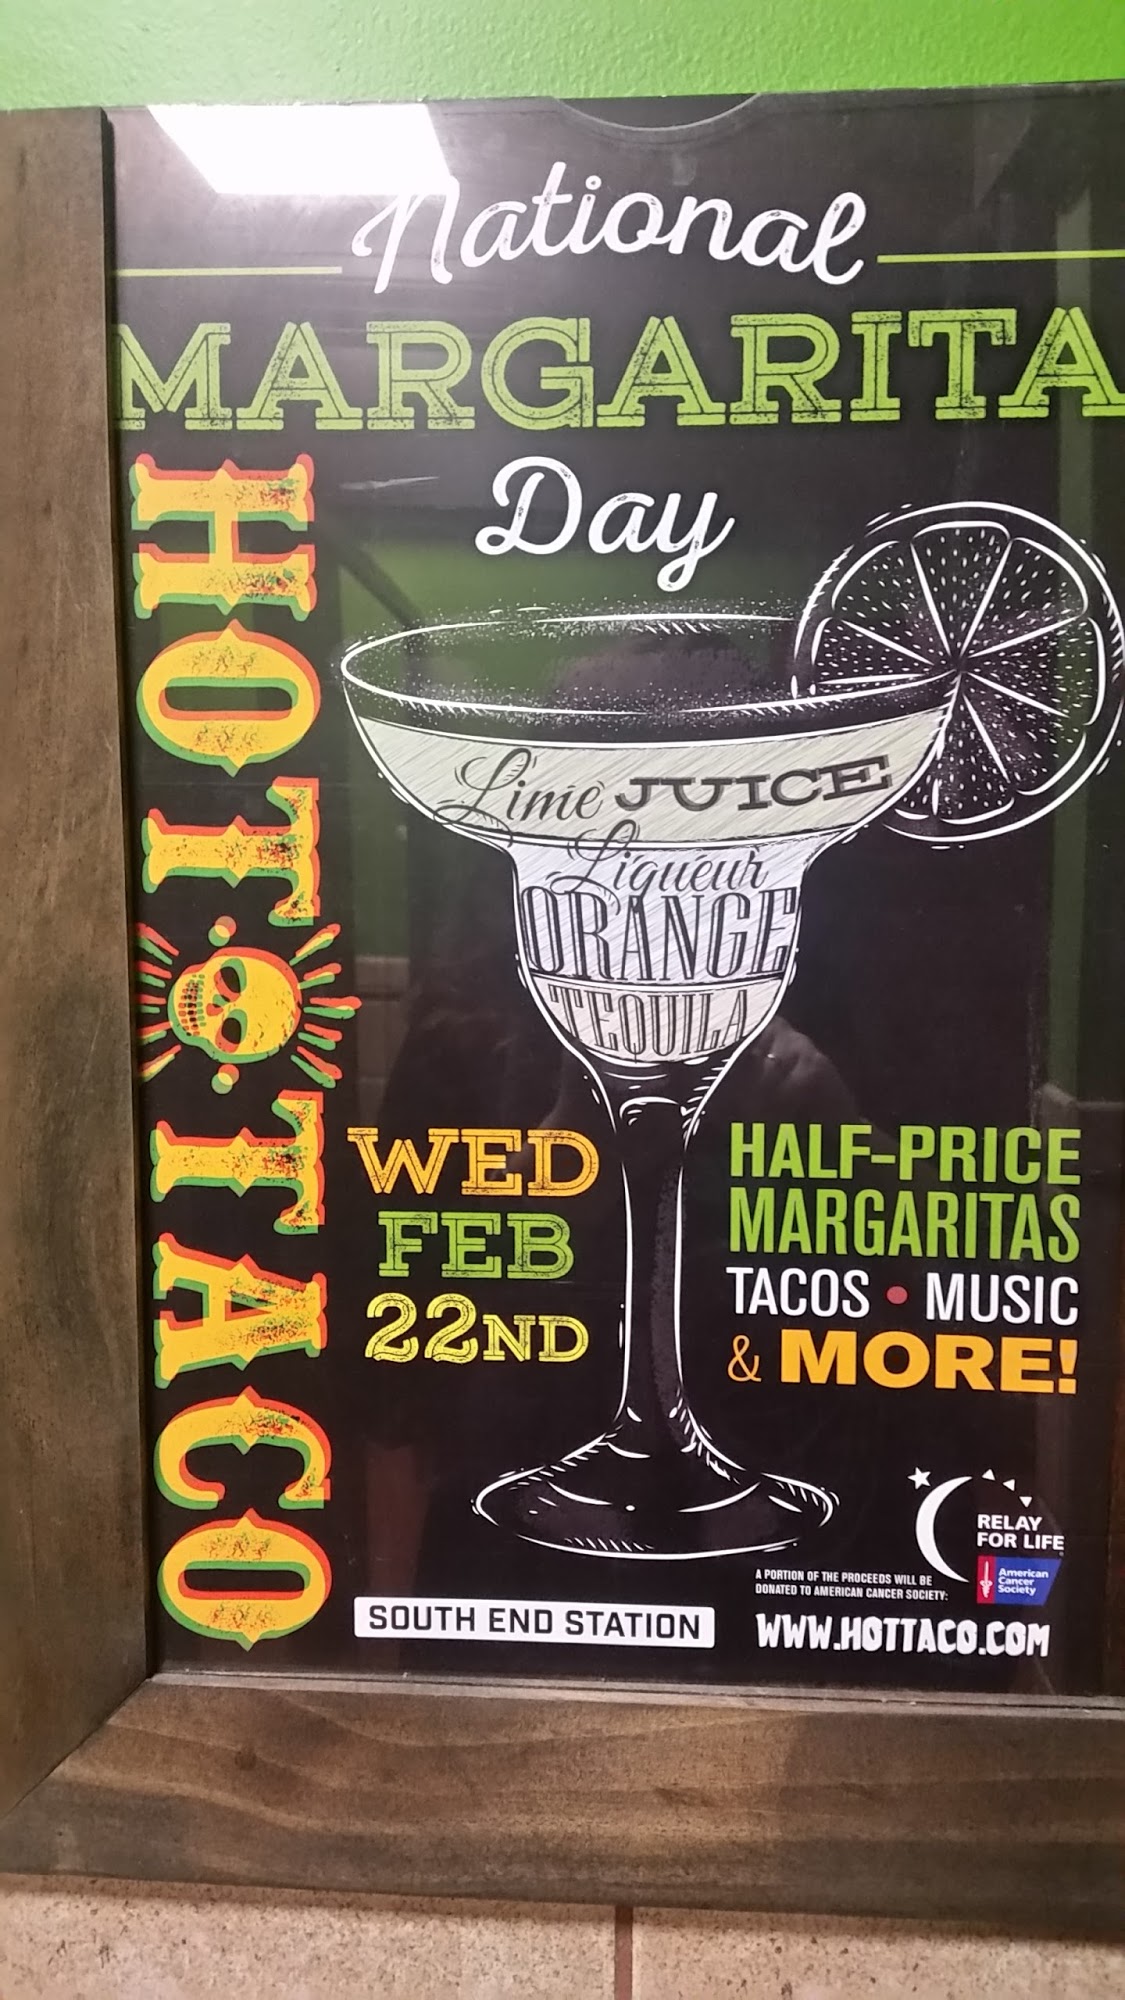 National
MARGARITA
Day
HOT TACO
Lime JUICE
Liqueur
ORANGE
TEQUILA
WED
FEB
22ND
HALF-PRICE
MARGARITAS
TACOS • MUSIC
& MORE!
RELAY
FOR LIFE
American
Cancer
Society
A PORTION OF THE PROCEEDS WILL BE
DONATED TO AMERICAN CANCER SOCIETY:
SOUTH END STATION
WWW.HOTTACO.COM